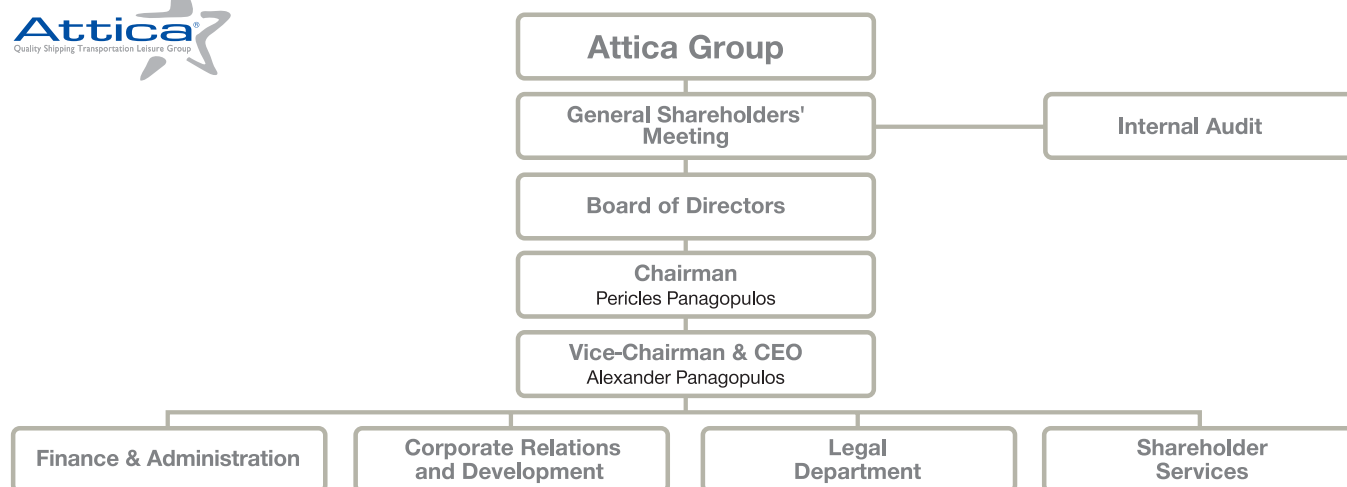 Attica®
Quality Shipping Transportation Leisure Group
Attica Group
General Shareholders'
Meeting
Internal Audit
Board of Directors
Chairman
Pericles Panagopulos
Vice-Chairman & CEO
Alexander Panagopulos
Finance & Administration
Corporate Relations
and Development
Legal
Department
Shareholder
Services